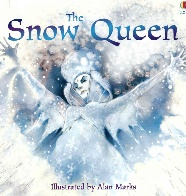 The
Snow Queen
Illustrated by Alan Marks